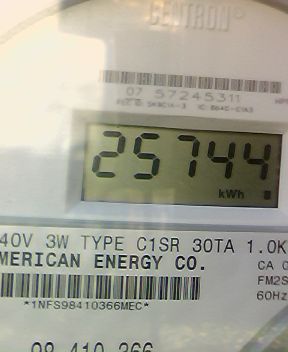 CENTRON®
07 57245311
25744
kWh
40V 3W TYPE C1SR 30TA 1.0K
MERICAN ENERGY CO.
CA
FM2S
60Hz
*1NFS98410366MEC*
98 410 366